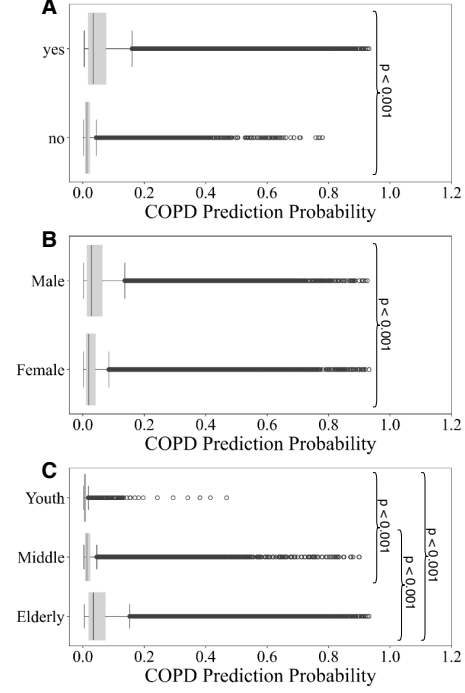 A
yes
no
p < 0.001
0.0 0.2 0.4 0.6 0.8 1.0 1.2
COPD Prediction Probability
B
Male
Female
p < 0.001
0.0 0.2 0.4 0.6 0.8 1.0 1.2
COPD Prediction Probability
C
Youth
Middle
Elderly
p < 0.001
p < 0.001
p < 0.001
0.0 0.2 0.4 0.6 0.8 1.0 1.2
COPD Prediction Probability